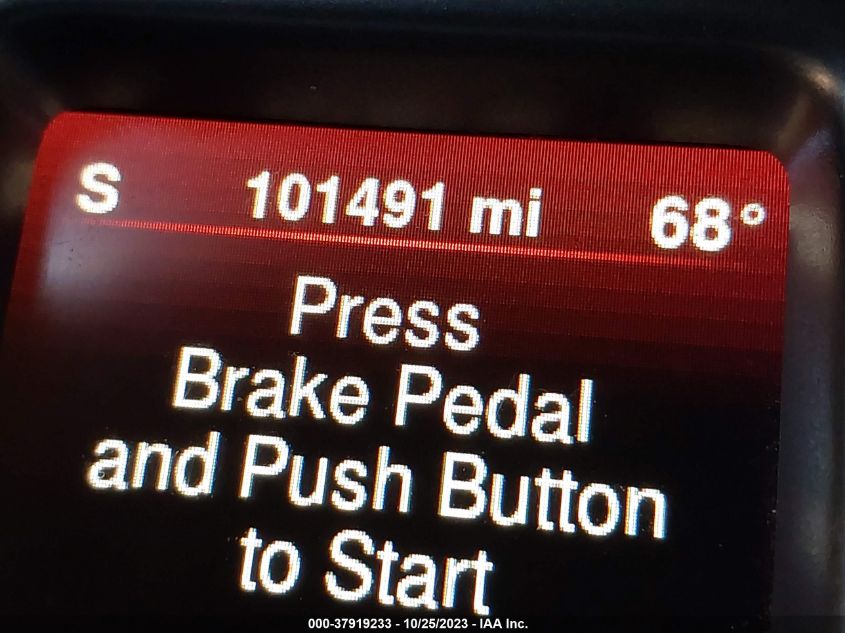 S 101491 mi 68°
Press
Brake Pedal
and Push Button
to Start
000-37919233 - 10/25/2023 - IAA Inc.